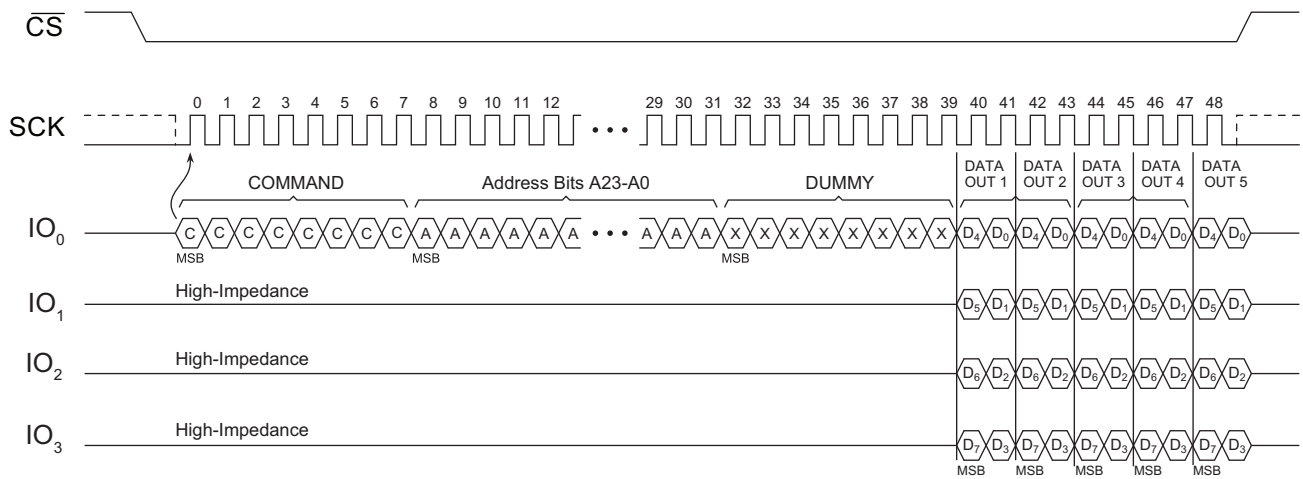 CS
0 1 2 3 4 5 6 7 8 9 10 11 12 29 30 31 32 33 34 35 36 37 38 39 40 41 42 43 44 45 46 47 48
SCK
COMMAND Address Bits A23-A0 DUMMY DATA OUT 1 DATA OUT 2 DATA OUT 3 DATA OUT 4 DATA OUT 5
IO0 C C C C C C C C A A A A A A • • • A A A X X X X X X X X D4 D0 D4 D0 D4 D0 D4 D0 D4 D0
MSB MSB MSB
High-Impedance
IO1 D5 D1 D5 D1 D5 D1 D5 D1 D5 D1
High-Impedance
IO2 D6 D2 D6 D2 D6 D2 D6 D2 D6 D2
High-Impedance
IO3 D7 D3 D7 D3 D7 D3 D7 D3 D7 D3
MSB MSB MSB MSB MSB